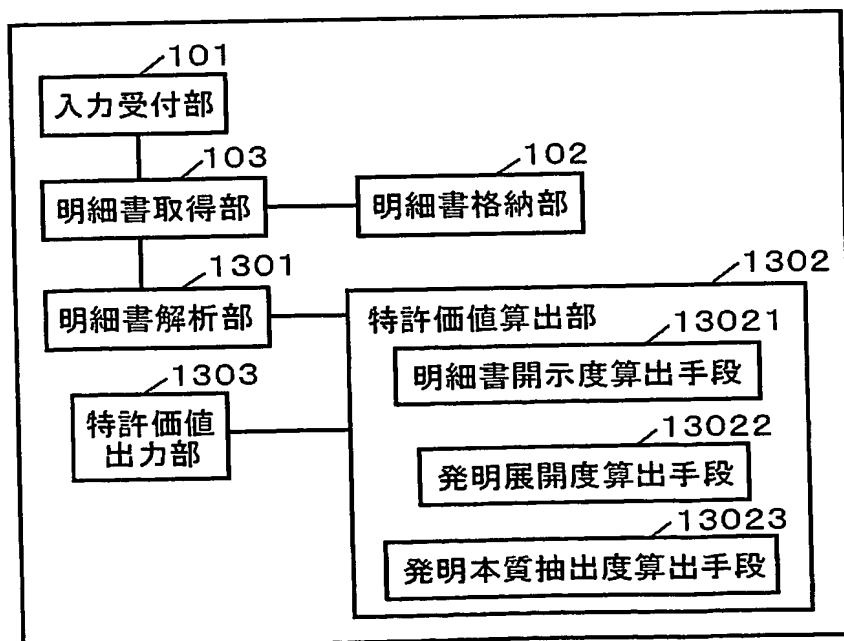 101
入力受付部
103
明細書取得部
102
明細書格納部
1301
明細書解析部
1302
特許価値算出部
13021
明細書開示度算出手段
13022
発明展開度算出手段
13023
発明本質抽出度算出手段
1303
特許価値
出力部